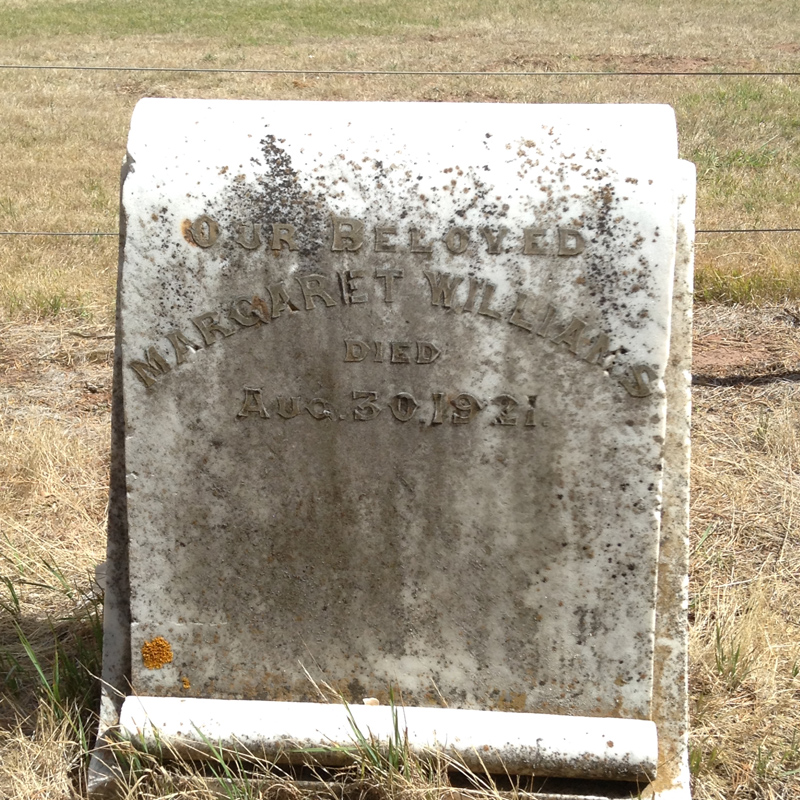 OUR BELOVED
MARGARET WILLIAMS
DIED
AUG. 30, 1921.